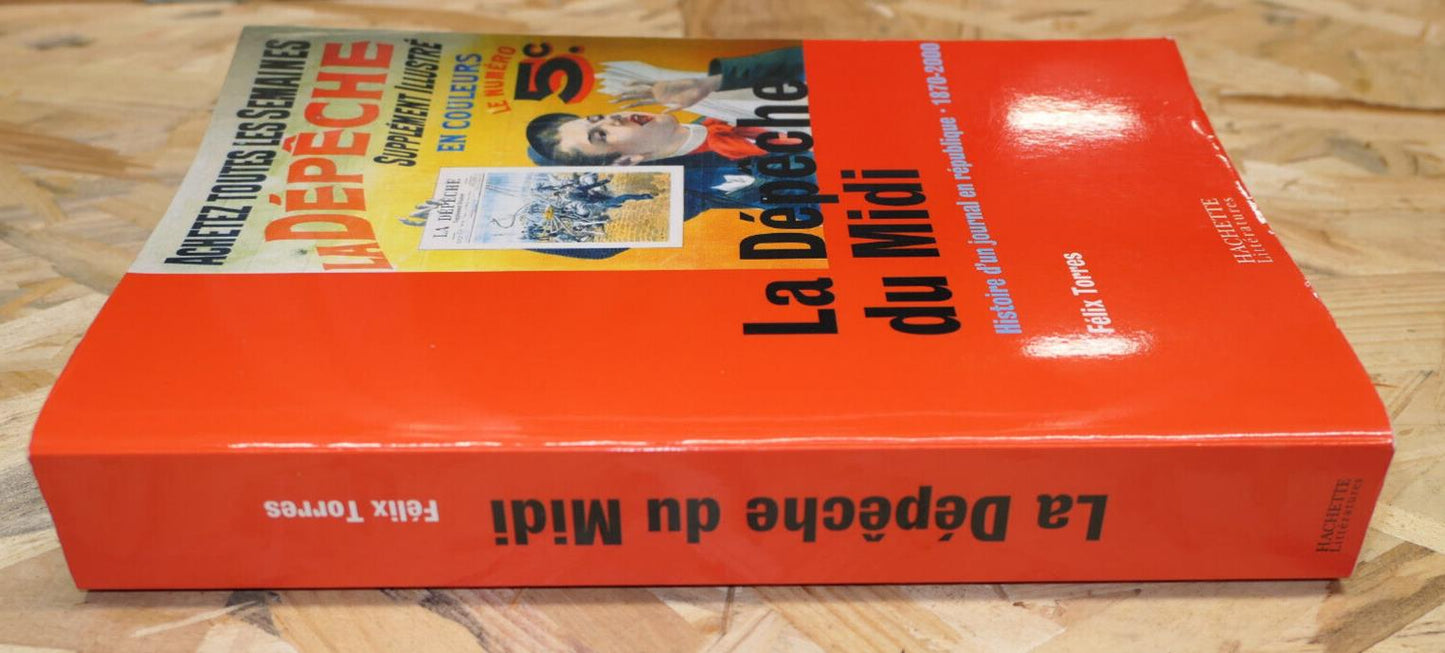 ACHETEZ TOUTES LES SEMAINES
LA DÉPÊCHE
SUPPLÉMENT ILLUSTRÉ
EN COULEURS
LE NUMÉRO
5c.
LA DÉPÊCHE
La Dépêche
du Midi
Histoire d'un journal en république • 1870-2000
Félix Torres
HACHETTE
Littératures
La Dépêche du Midi
Félix Torres
HACHETTE
Littératures